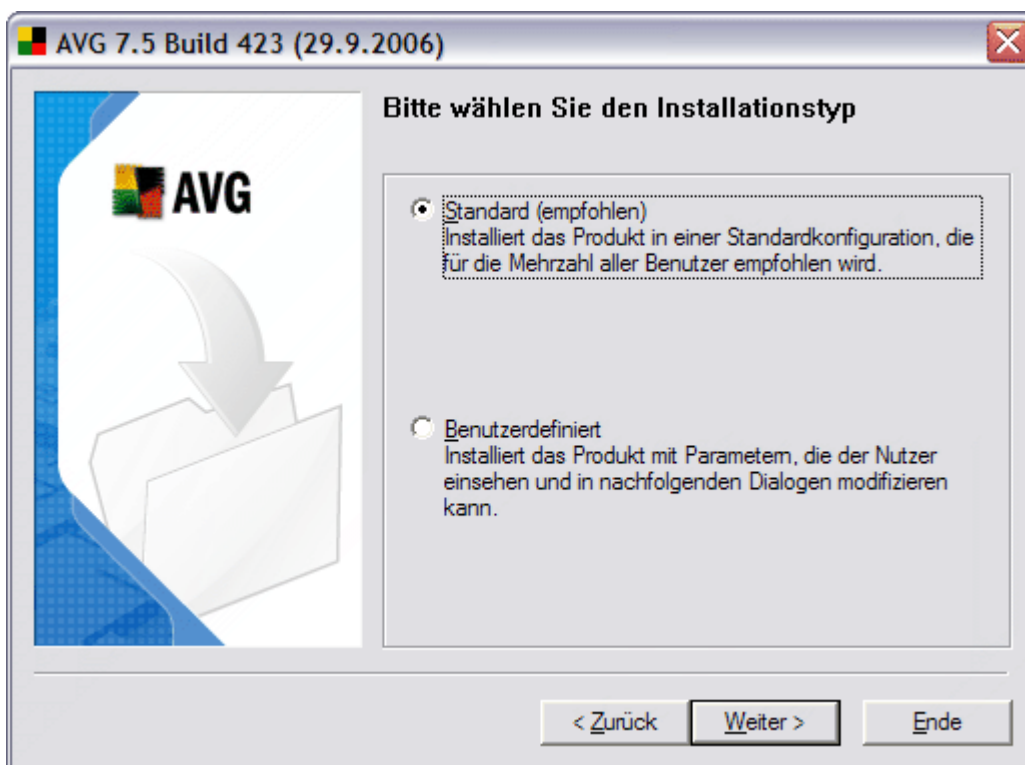 AVG 7.5 Build 423 (29.9.2006)
AVG
Bitte wählen Sie den Installationstyp
Standard (empfohlen)
Installiert das Produkt in einer Standardkonfiguration, die
für die Mehrzahl aller Benutzer empfohlen wird.
Benutzerdefiniert
Installiert das Produkt mit Parametern, die der Nutzer
einsehen und in nachfolgenden Dialogen modifizieren
kann.
< Zurück Weiter > Ende